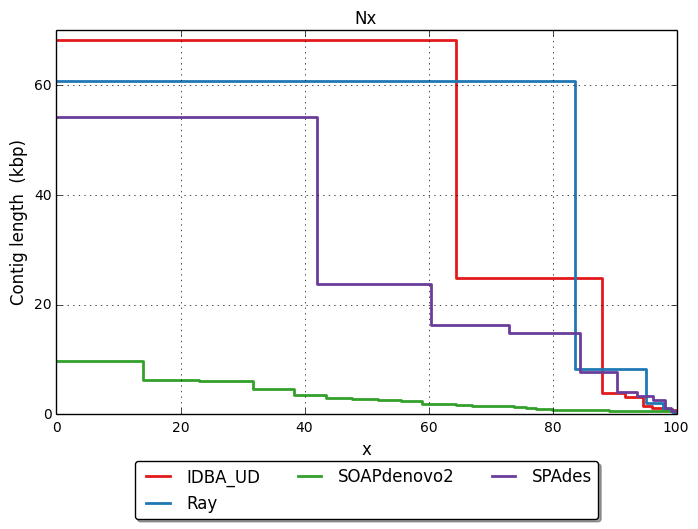 Nx
Contig length (kbp)
60
40
20
0
0 20 40 60 80 100
x
IDBA_UD SOAPdenovo2 SPAdes
Ray